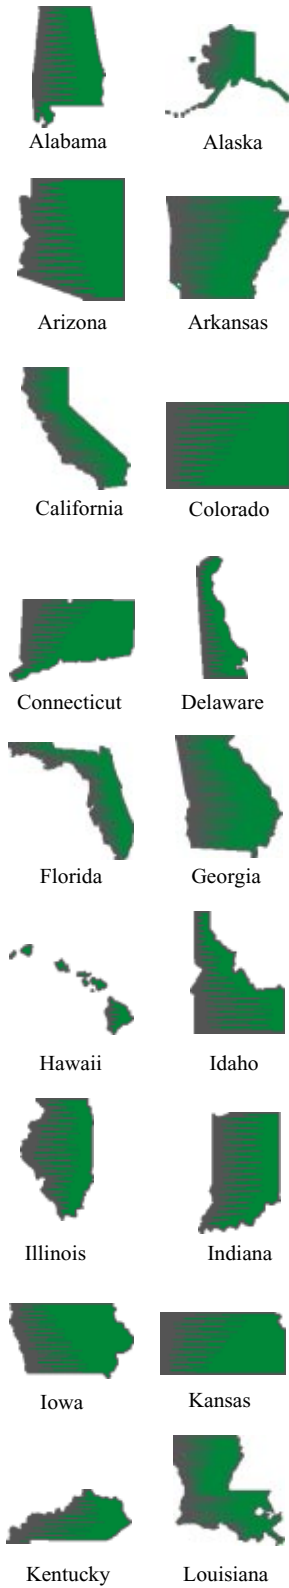 Alabama Alaska
Arizona Arkansas
California Colorado
Connecticut Delaware
Florida Georgia
Hawaii Idaho
Illinois Indiana
Iowa Kansas
Kentucky Louisiana